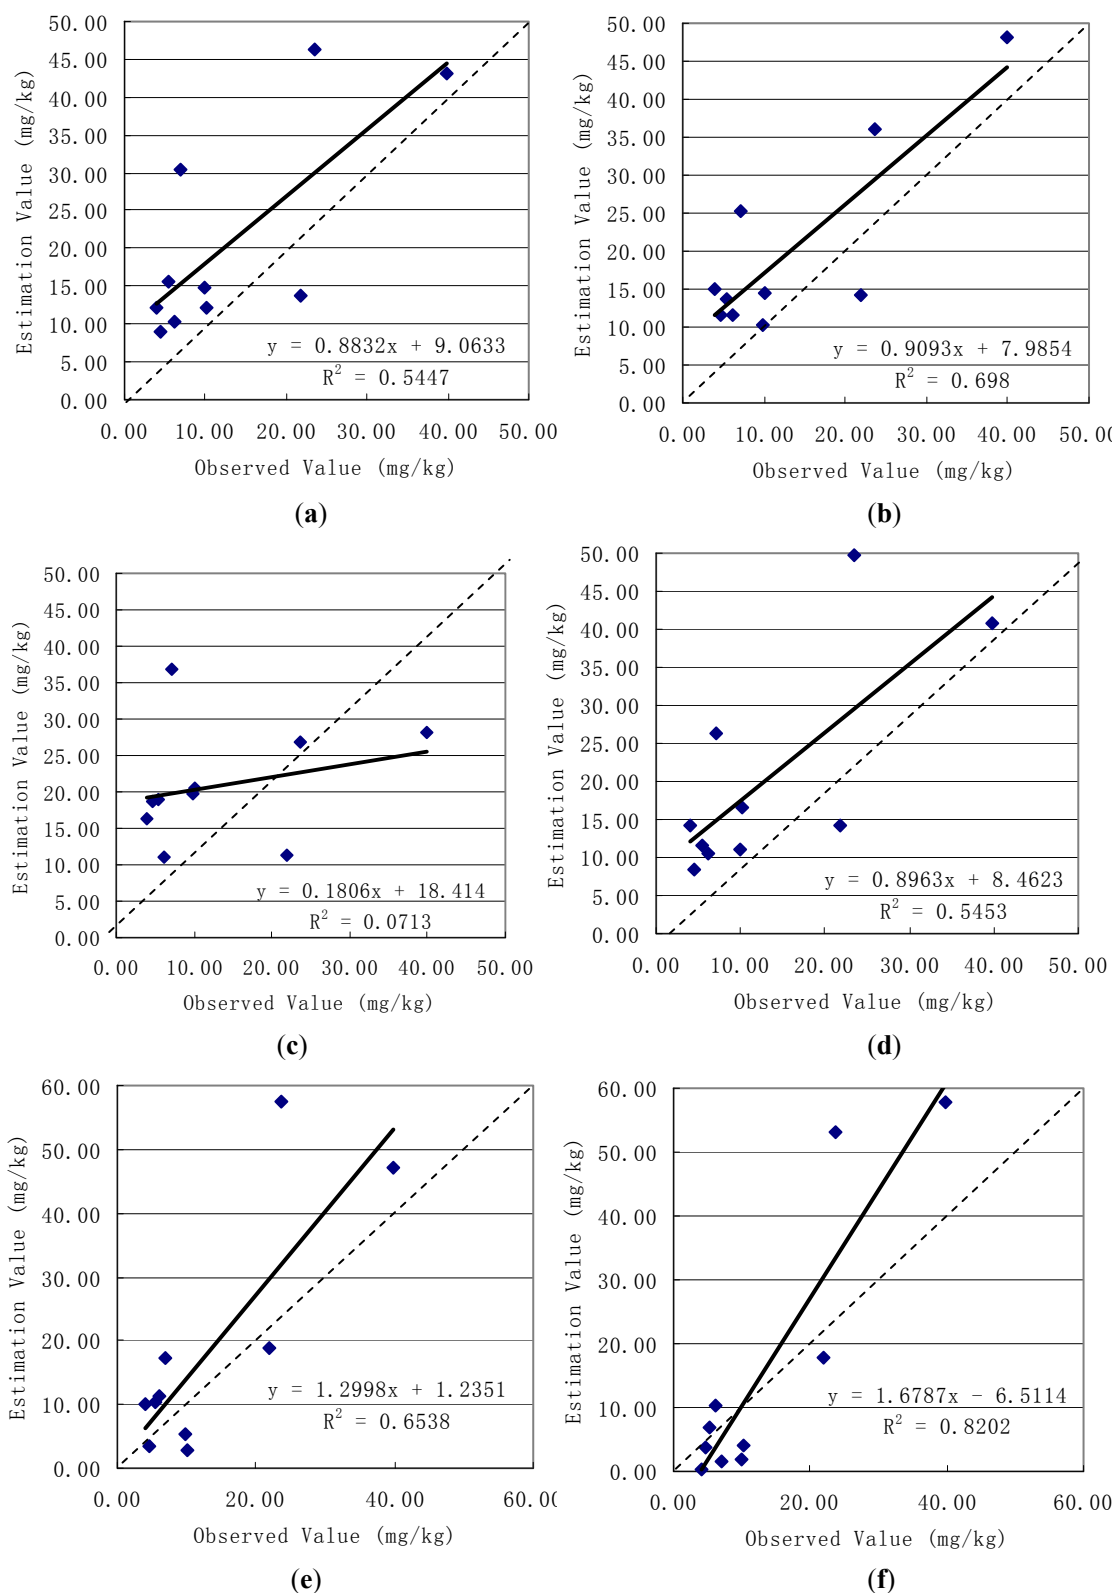 50.00
45.00
40.00
35.00
30.00
25.00
20.00
15.00
10.00
5.00
0.00
Estimation Value (mg/kg)
y = 0.8832x + 9.0633
R² = 0.5447
0.00 10.00 20.00 30.00 40.00 50.00
Observed Value (mg/kg)
(a)
50.00
45.00
40.00
35.00
30.00
25.00
20.00
15.00
10.00
5.00
0.00
Estimation Value (mg/kg)
y = 0.9093x + 7.9854
R² = 0.698
0.00 10.00 20.00 30.00 40.00 50.00
Observed Value (mg/kg)
(b)
50.00
45.00
40.00
35.00
30.00
25.00
20.00
15.00
10.00
5.00
0.00
Estimation Value (mg/kg)
y = 0.1806x + 18.414
R² = 0.0713
0.00 10.00 20.00 30.00 40.00 50.00
Observed Value (mg/kg)
(c)
50.00
45.00
40.00
35.00
30.00
25.00
20.00
15.00
10.00
5.00
0.00
Estimation Value (mg/kg)
y = 0.8963x + 8.4623
R² = 0.5453
0.00 10.00 20.00 30.00 40.00 50.00
Observed Value (mg/kg)
(d)
60.00
50.00
40.00
30.00
20.00
10.00
0.00
Estimation Value (mg/kg)
y = 1.2998x + 1.2351
R² = 0.6538
0.00 20.00 40.00 60.00
Observed Value (mg/kg)
(e)
60.00
50.00
40.00
30.00
20.00
10.00
0.00
Estimation Value (mg/kg)
y = 1.6787x − 6.5114
R² = 0.8202
0.00 20.00 40.00 60.00
Observed Value (mg/kg)
(f)